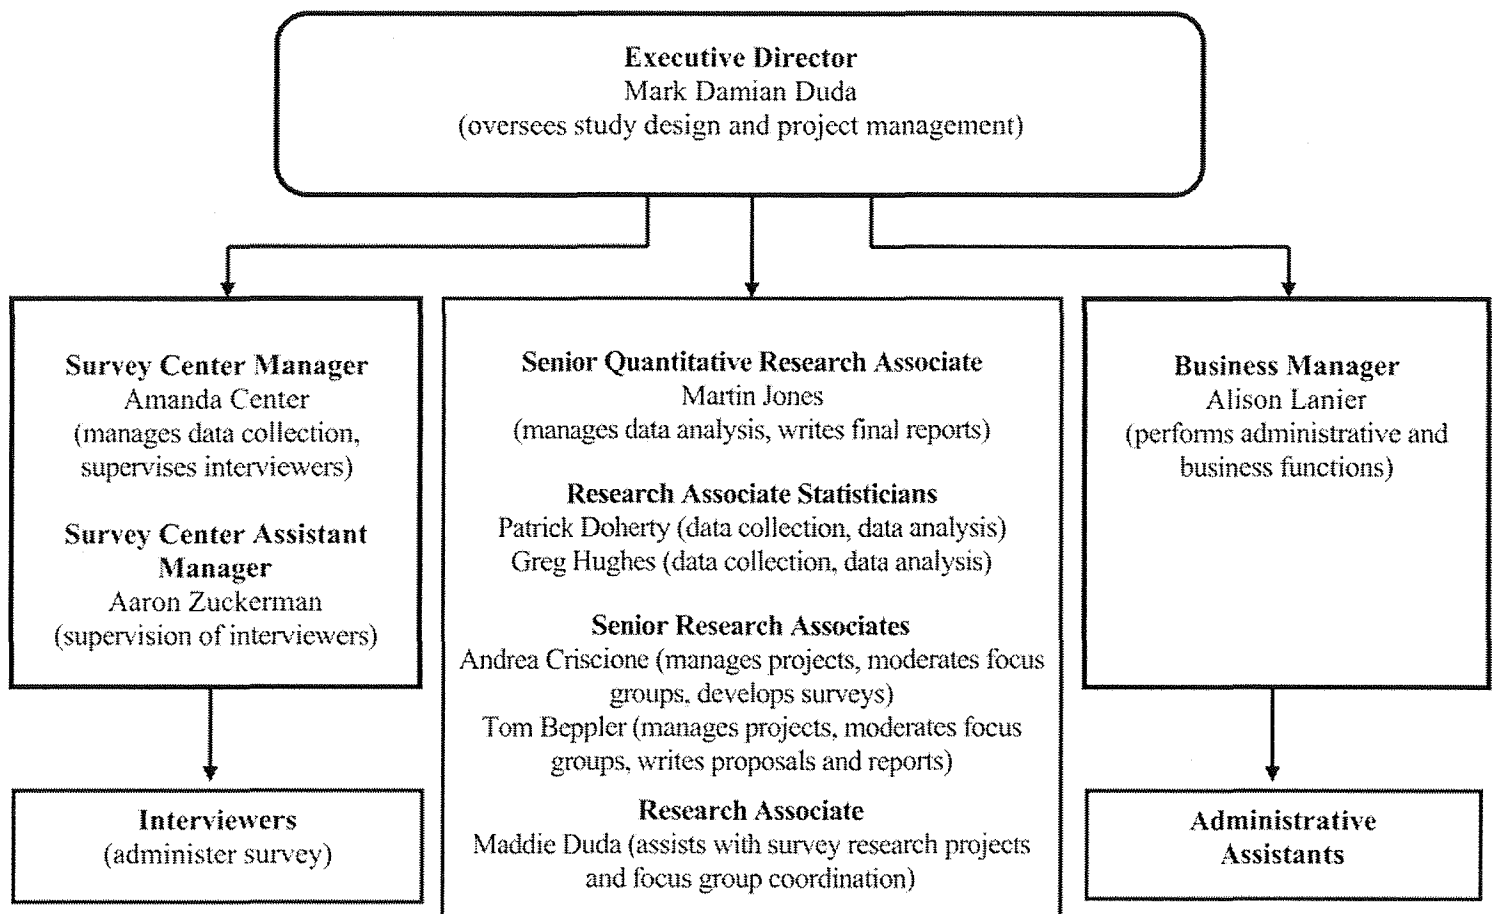 Executive Director
Mark Damian Duda
(oversees study design and project management)
Survey Center Manager
Amanda Center
(manages data collection,
supervises interviewers)
Survey Center Assistant
Manager
Aaron Zuckerman
(supervision of interviewers)
Senior Quantitative Research Associate
Martin Jones
(manages data analysis, writes final reports)
Research Associate Statisticians
Patrick Doherty (data collection, data analysis)
Greg Hughes (data collection, data analysis)
Senior Research Associates
Andrea Criscione (manages projects, moderates focus
groups, develops surveys)
Tom Beppler (manages projects, moderates focus
groups, writes proposals and reports)
Research Associate
Maddie Duda (assists with survey research projects
and focus group coordination)
Business Manager
Alison Lanier
(performs administrative and
business functions)
Interviewers
(administer survey)
Administrative
Assistants